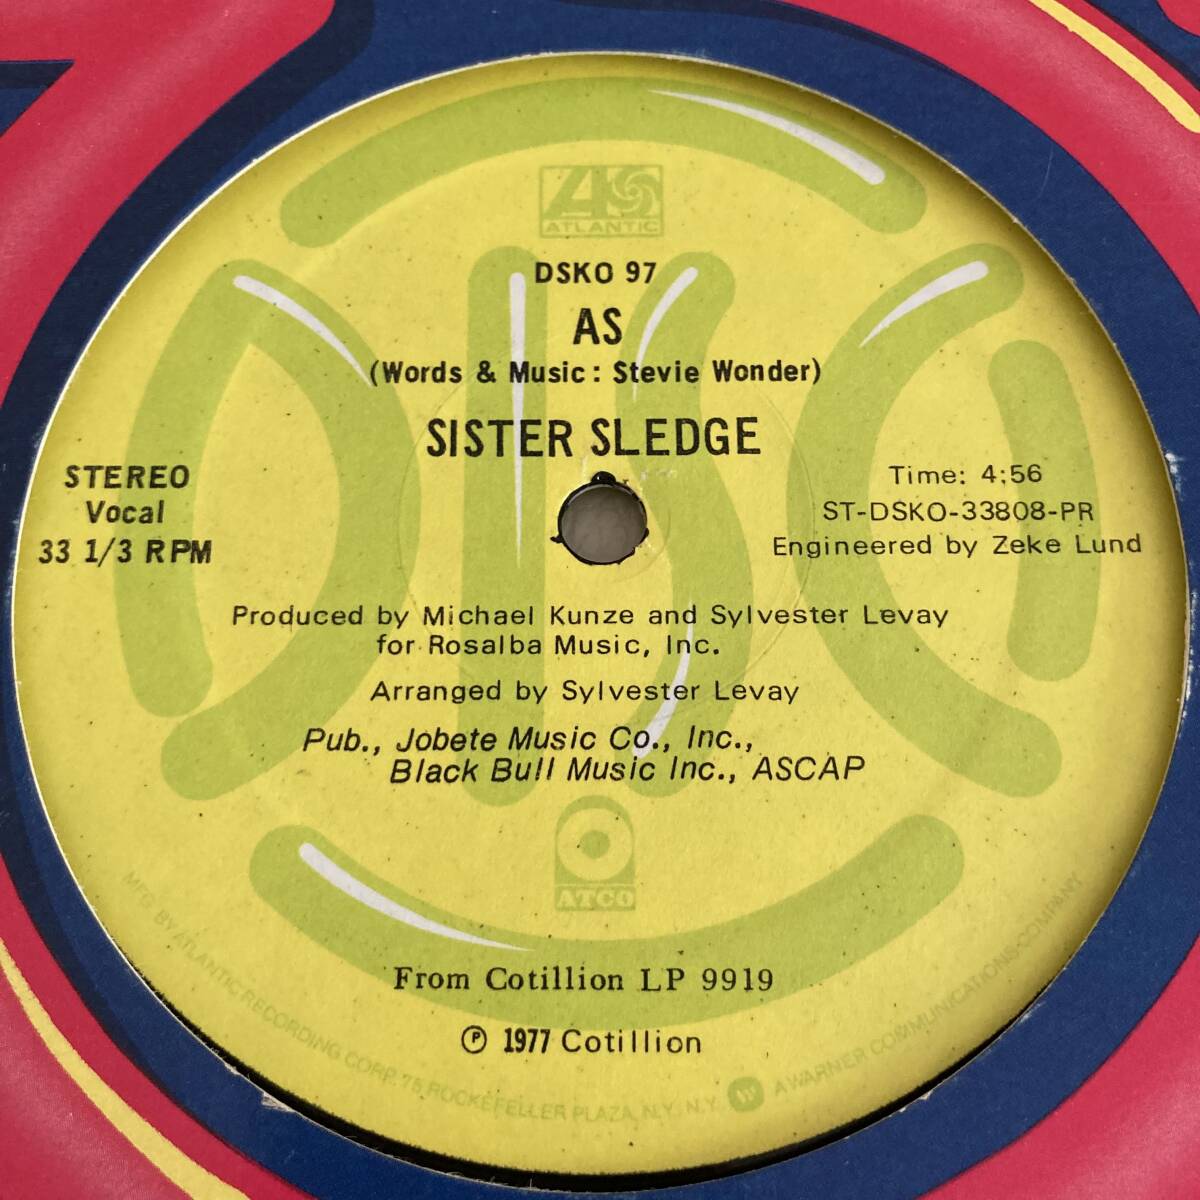 ATLANTIC
DSKO 97
AS
(Words & Music: Stevie Wonder)
SISTER SLEDGE
STEREO
Vocal
33 1/3 RPM
Time: 4:56
ST-DSKO-33808-PR
Engineered by Zeke Lund
Produced by Michael Kunze and Sylvester Levay
for Rosalba Music, Inc.
Arranged by Sylvester Levay
Pub., Jobete Music Co., Inc.,
Black Bull Music Inc., ASCAP
ATCO
From Cotillion LP 9919
Ⓟ 1977 Cotillion
MFG. BY ATLANTIC RECORDING CORP. 75 ROCKEFELLER PLAZA, N.Y. N.Y. A WARNER COMMUNICATIONS COMPANY
DISCO